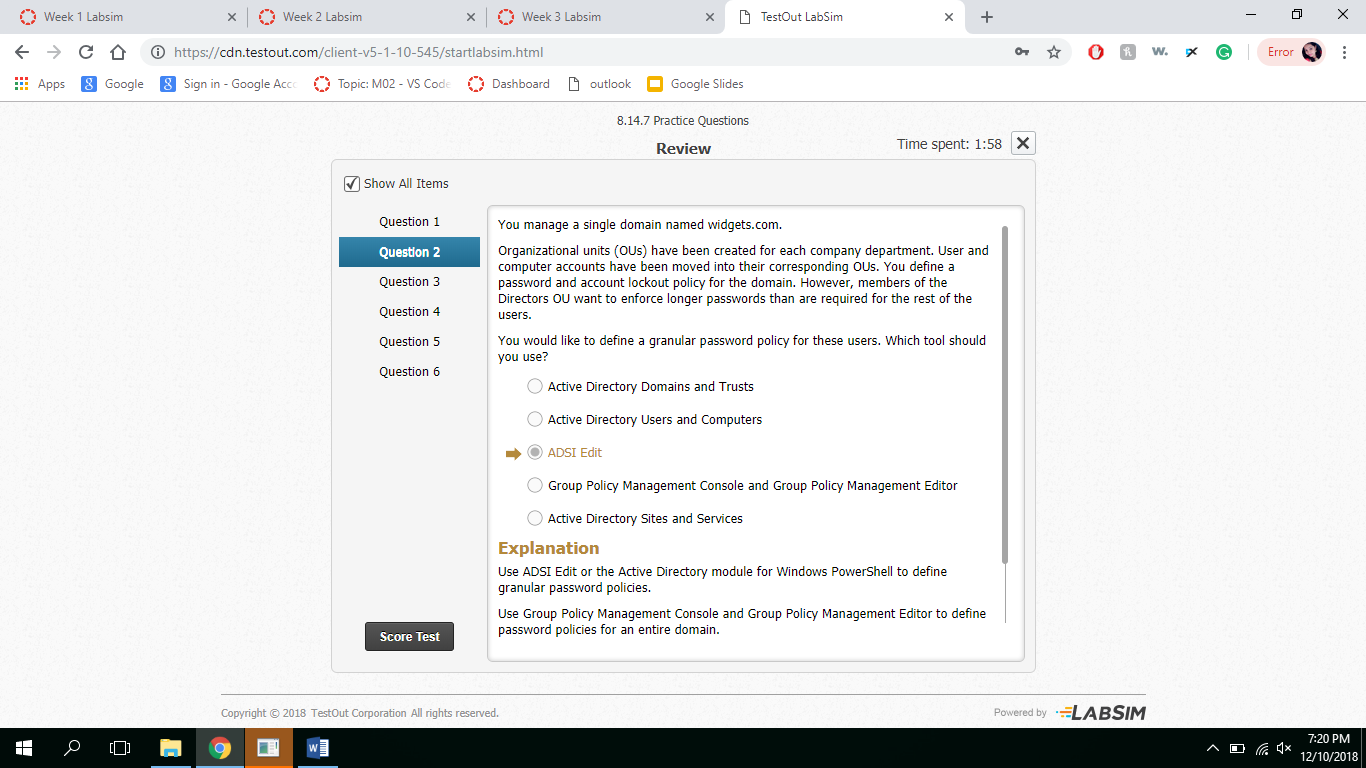 Week 1 Labsim
Week 2 Labsim
Week 3 Labsim
TestOut LabSim
https://cdn.testout.com/client-v5-1-10-545/startlabsim.html
Error
Apps
Google
Sign in - Google Acco
Topic: M02 - VS Code
Dashboard
outlook
Google Slides
8.14.7 Practice Questions
Review
Time spent: 1:58
Show All Items
Question 1
Question 2
Question 3
Question 4
Question 5
Question 6
Score Test
You manage a single domain named widgets.com.
Organizational units (OUs) have been created for each company department. User and
computer accounts have been moved into their corresponding OUs. You define a
password and account lockout policy for the domain. However, members of the
Directors OU want to enforce longer passwords than are required for the rest of the
users.
You would like to define a granular password policy for these users. Which tool should
you use?
Active Directory Domains and Trusts
Active Directory Users and Computers
ADSI Edit
Group Policy Management Console and Group Policy Management Editor
Active Directory Sites and Services
Explanation
Use ADSI Edit or the Active Directory module for Windows PowerShell to define
granular password policies.
Use Group Policy Management Console and Group Policy Management Editor to define
password policies for an entire domain.
Copyright © 2018 TestOut Corporation All rights reserved.
Powered by LABSIM
7:20 PM
12/10/2018